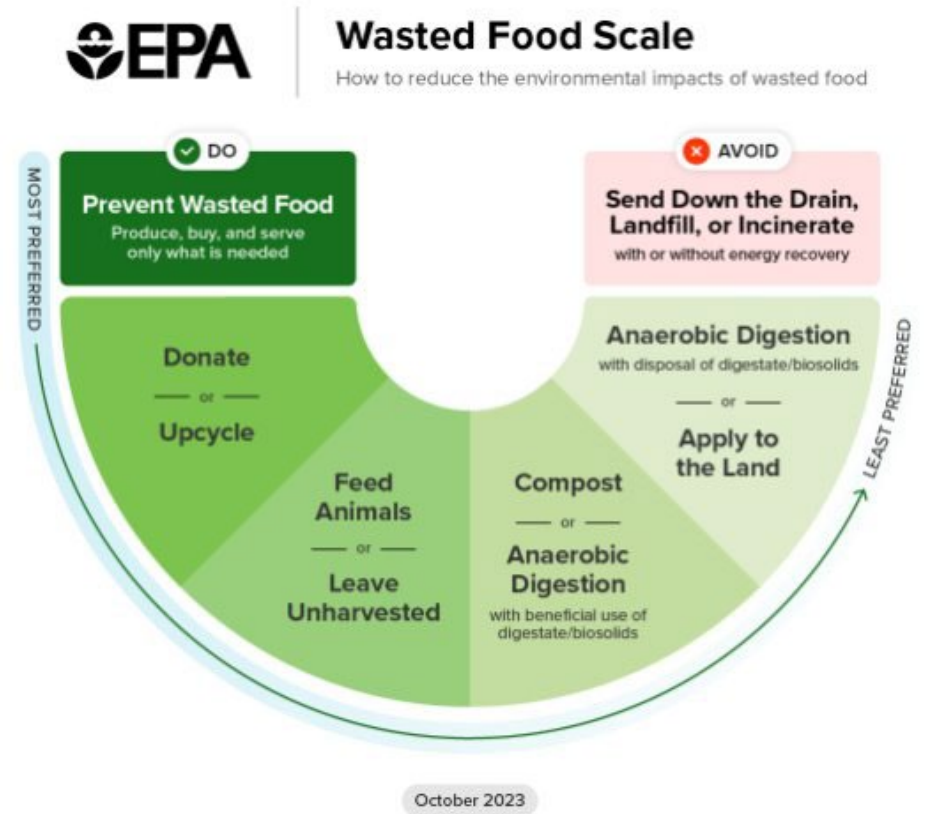 EPA
Wasted Food Scale
How to reduce the environmental impacts of wasted food
DO
MOST PREFERRED
Prevent Wasted Food
Produce, buy, and serve
only what is needed
Donate
or
Upcycle
Feed
Animals
or
Leave
Unharvested
Compost
or
Anaerobic
Digestion
with beneficial use of
digestate/biosolids
Anaerobic Digestion
with disposal of digestate/biosolids
or
Apply to
the Land
LEAST PREFERRED
AVOID
Send Down the Drain,
Landfill, or Incinerate
with or without energy recovery
October 2023